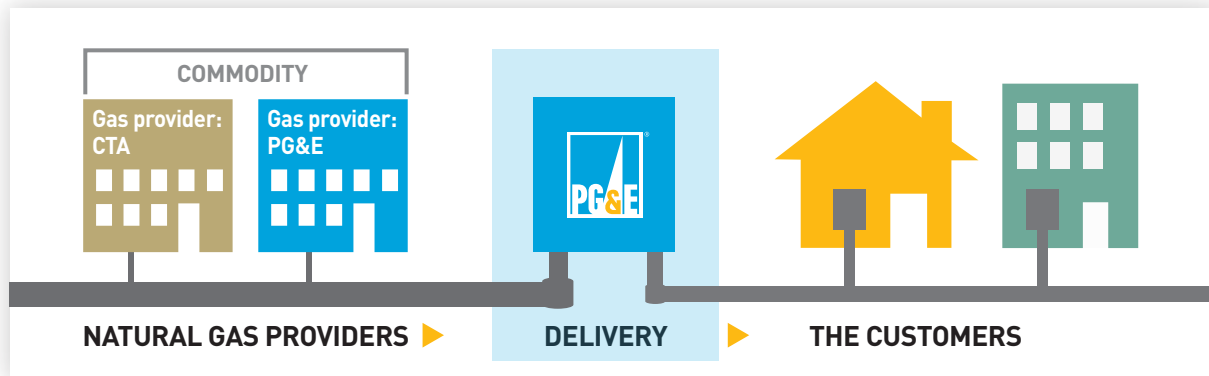 COMMODITY
Gas provider:
CTA
Gas provider:
PG&E
PG&E®
NATURAL GAS PROVIDERS
DELIVERY
THE CUSTOMERS